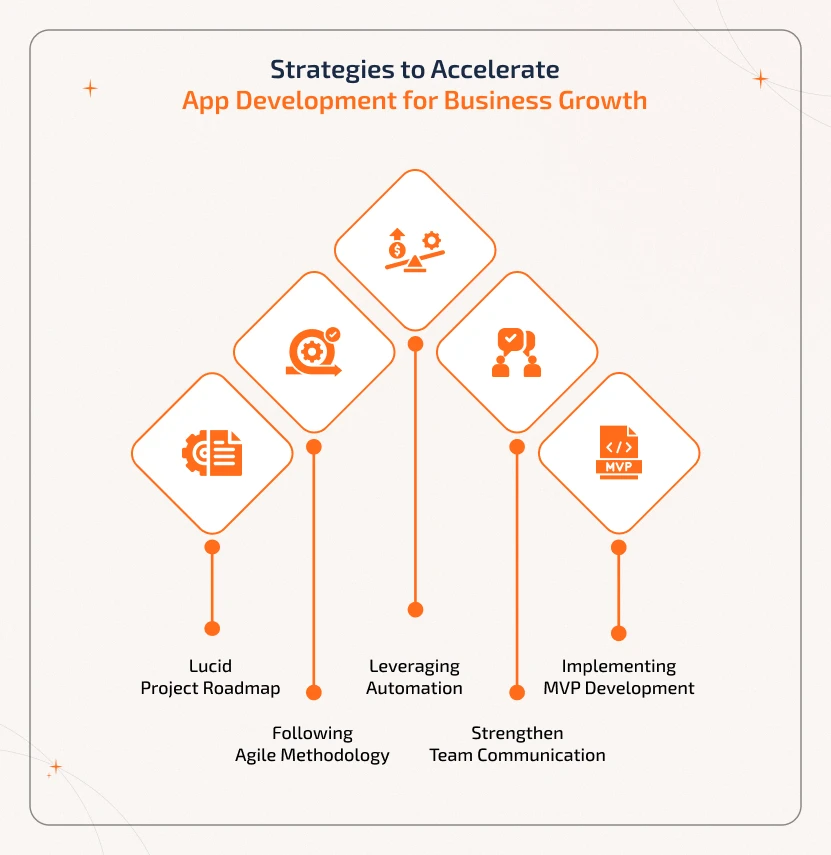 Strategies to Accelerate
App Development for Business Growth
$
</>
MVP
Lucid
Project Roadmap
Leveraging
Automation
Implementing
MVP Development
Following
Agile Methodology
Strengthen
Team Communication